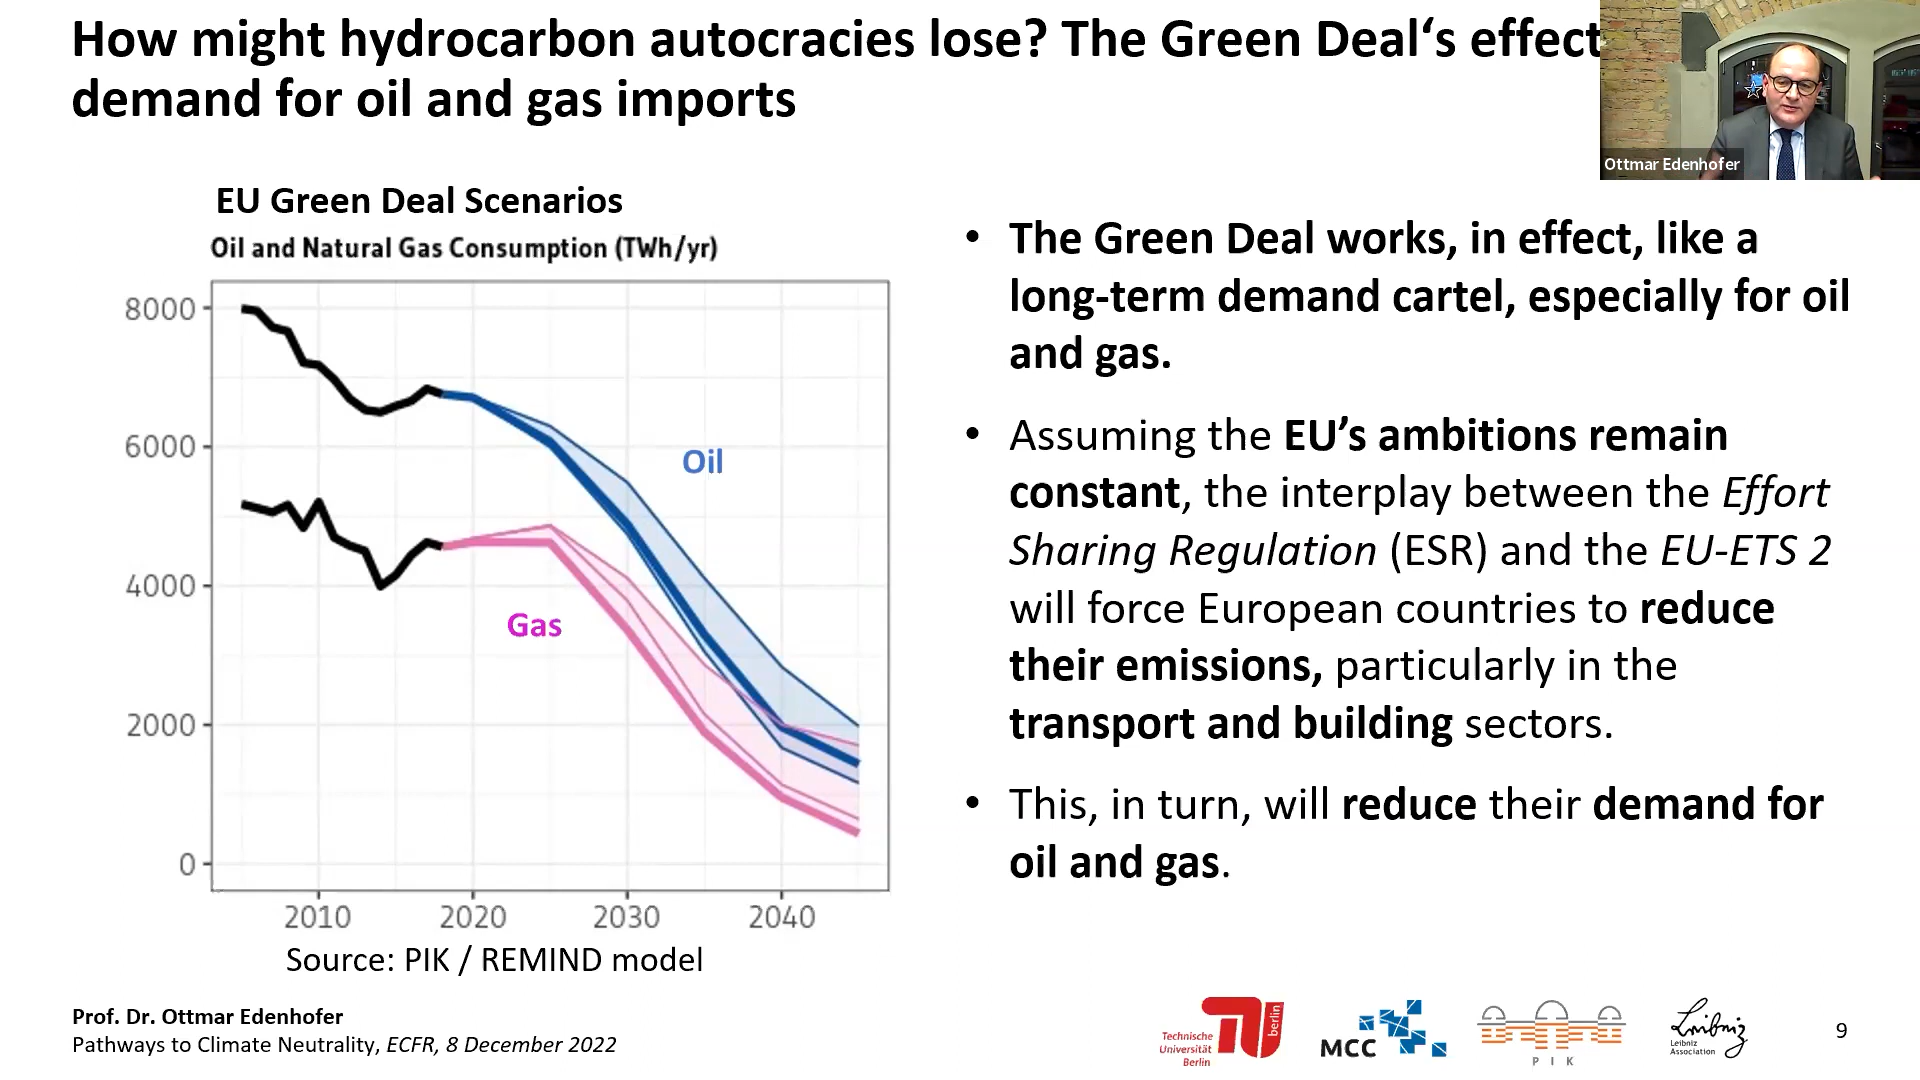 How might hydrocarbon autocracies lose? The Green Deal‘s effect
demand for oil and gas imports
Ottmar Edenhofer
EU Green Deal Scenarios
Oil and Natural Gas Consumption (TWh/yr)
8000
6000
4000
2000
0
Oil
Gas
2010 2020 2030 2040
Source: PIK / REMIND model
• The Green Deal works, in effect, like a
long-term demand cartel, especially for oil
and gas.
• Assuming the EU’s ambitions remain
constant, the interplay between the Effort
Sharing Regulation (ESR) and the EU-ETS 2
will force European countries to reduce
their emissions, particularly in the
transport and building sectors.
• This, in turn, will reduce their demand for
oil and gas.
Prof. Dr. Ottmar Edenhofer
Pathways to Climate Neutrality, ECFR, 8 December 2022
Technische
Universität
Berlin
berlin
MCC
PIK
Leibniz
Leibniz
Association
9